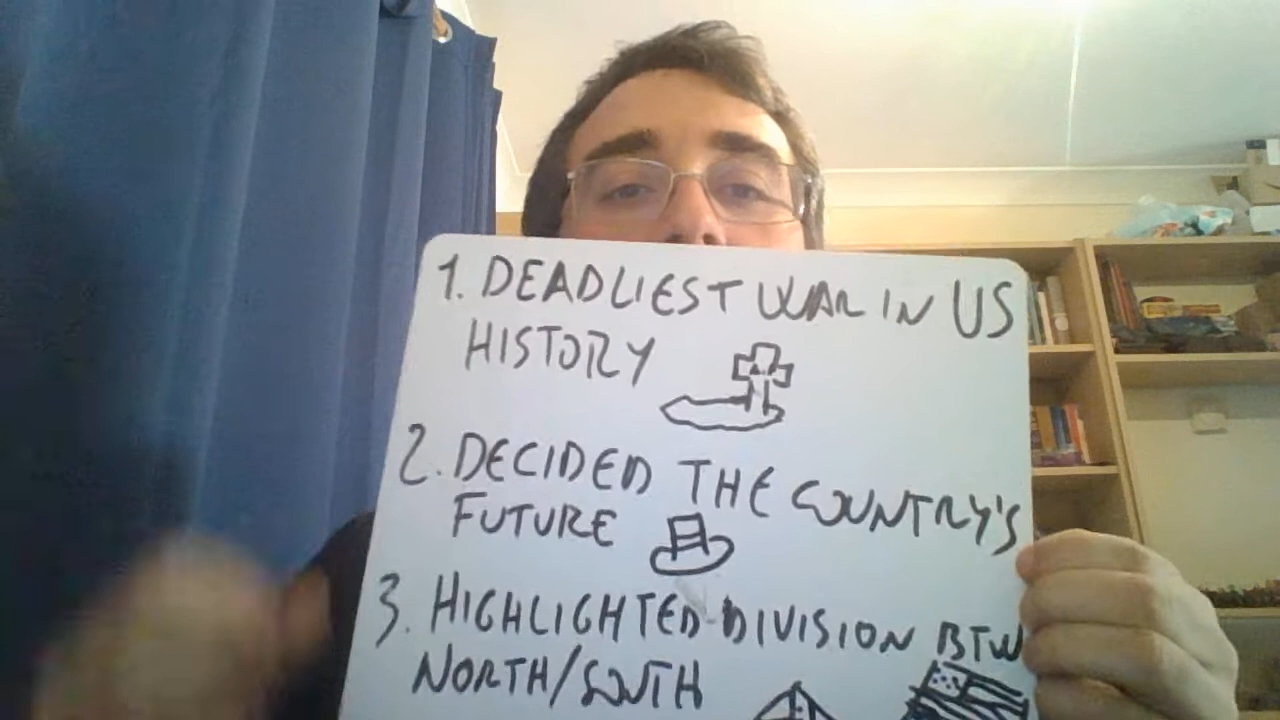 1. DEADLIEST WAR IN US
HISTORY
2. DECIDED THE COUNTRY'S
FUTURE
3. HIGHLIGHTED DIVISION BTW
NORTH/SOUTH